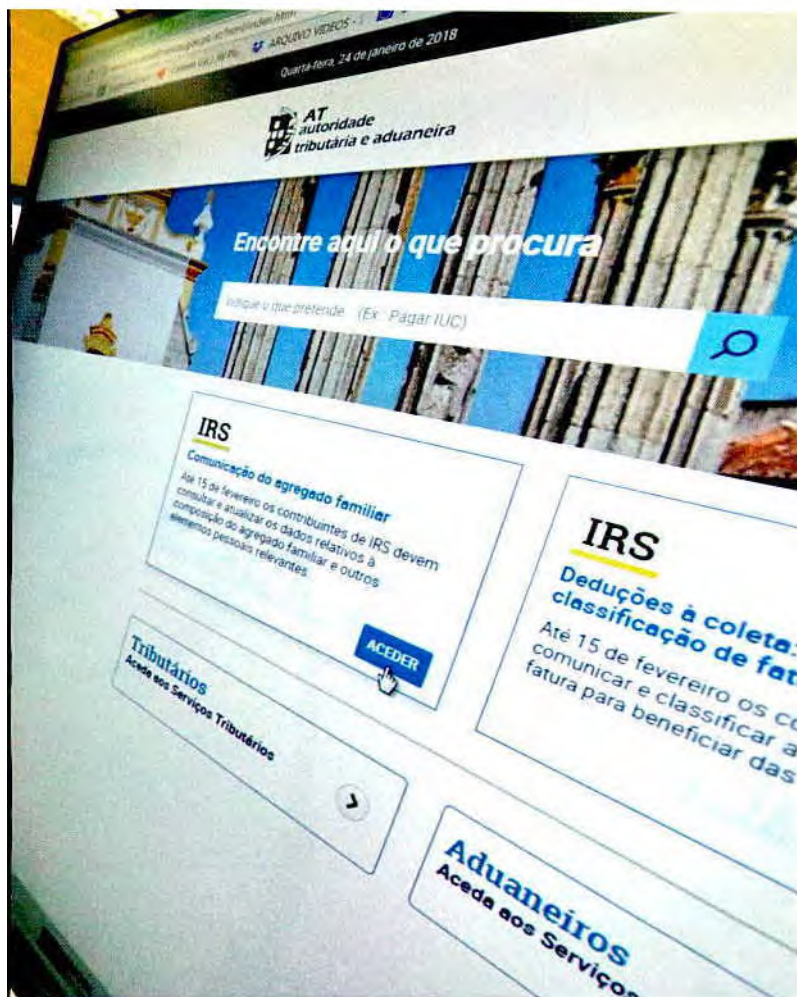 ARQUIVO VIDEOS
Quarta-feira, 24 de janeiro de 2018
AT
autoridade
tributária e aduaneira
Encontre aqui o que procura
Indique o que pretende (Ex: Pagar IUC)
IRS
Comunicação do agregado familiar
Até 15 de fevereiro os contribuintes de IRS devem
consultar e atualizar os dados relativos à
composição do agregado familiar e outros
elementos pessoais relevantes.
ACEDER
IRS
Deduções à coleta:
classificação de fat
Até 15 de fevereiro os co
comunicar e classificar a
fatura para beneficiar das
Tributários
Aceda aos Serviços Tributários
Aduaneiros
Aceda aos Serviços